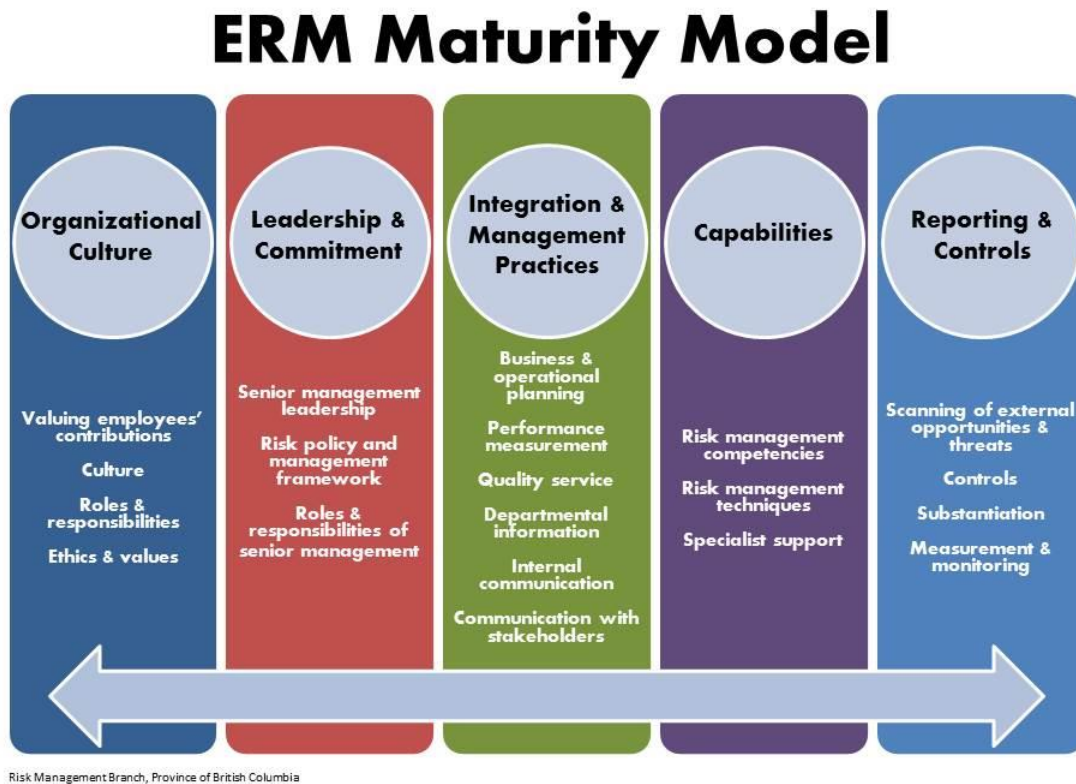 ERM Maturity Model
Organizational
Culture
Valuing employees’
contributions
Culture
Roles &
responsibilities
Ethics & values
Leadership &
Commitment
Senior management
leadership
Risk policy and
management
framework
Roles &
responsibilities of
senior management
Integration &
Management
Practices
Business &
operational
planning
Performance
measurement
Quality service
Departmental
information
Internal
communication
Communication with
stakeholders
Capabilities
Risk management
competencies
Risk management
techniques
Specialist support
Reporting &
Controls
Scanning of external
opportunities &
threats
Controls
Substantiation
Measurement &
monitoring
Risk Management Branch, Province of British Columbia